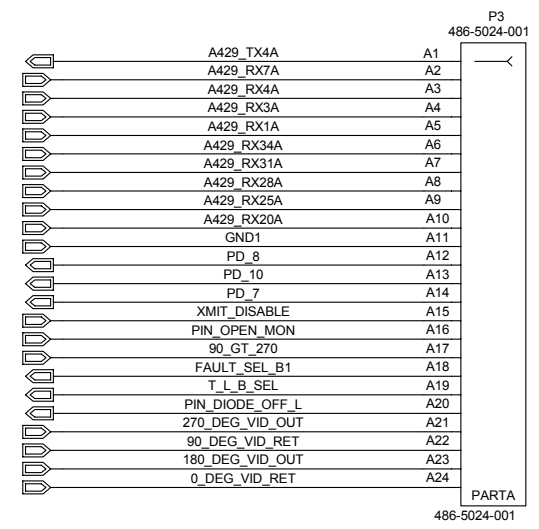 P3
486-5024-001
A429_TX4A A1
A429_RX7A A2
A429_RX4A A3
A429_RX3A A4
A429_RX1A A5
A429_RX34A A6
A429_RX31A A7
A429_RX28A A8
A429_RX25A A9
A429_RX20A A10
GND1 A11
PD_8 A12
PD_10 A13
PD_7 A14
XMIT_DISABLE A15
PIN_OPEN_MON A16
90_GT_270 A17
FAULT_SEL_B1 A18
T_L_B_SEL A19
PIN_DIODE_OFF_L A20
270_DEG_VID_OUT A21
90_DEG_VID_RET A22
180_DEG_VID_OUT A23
0_DEG_VID_RET A24
PARTA
486-5024-001